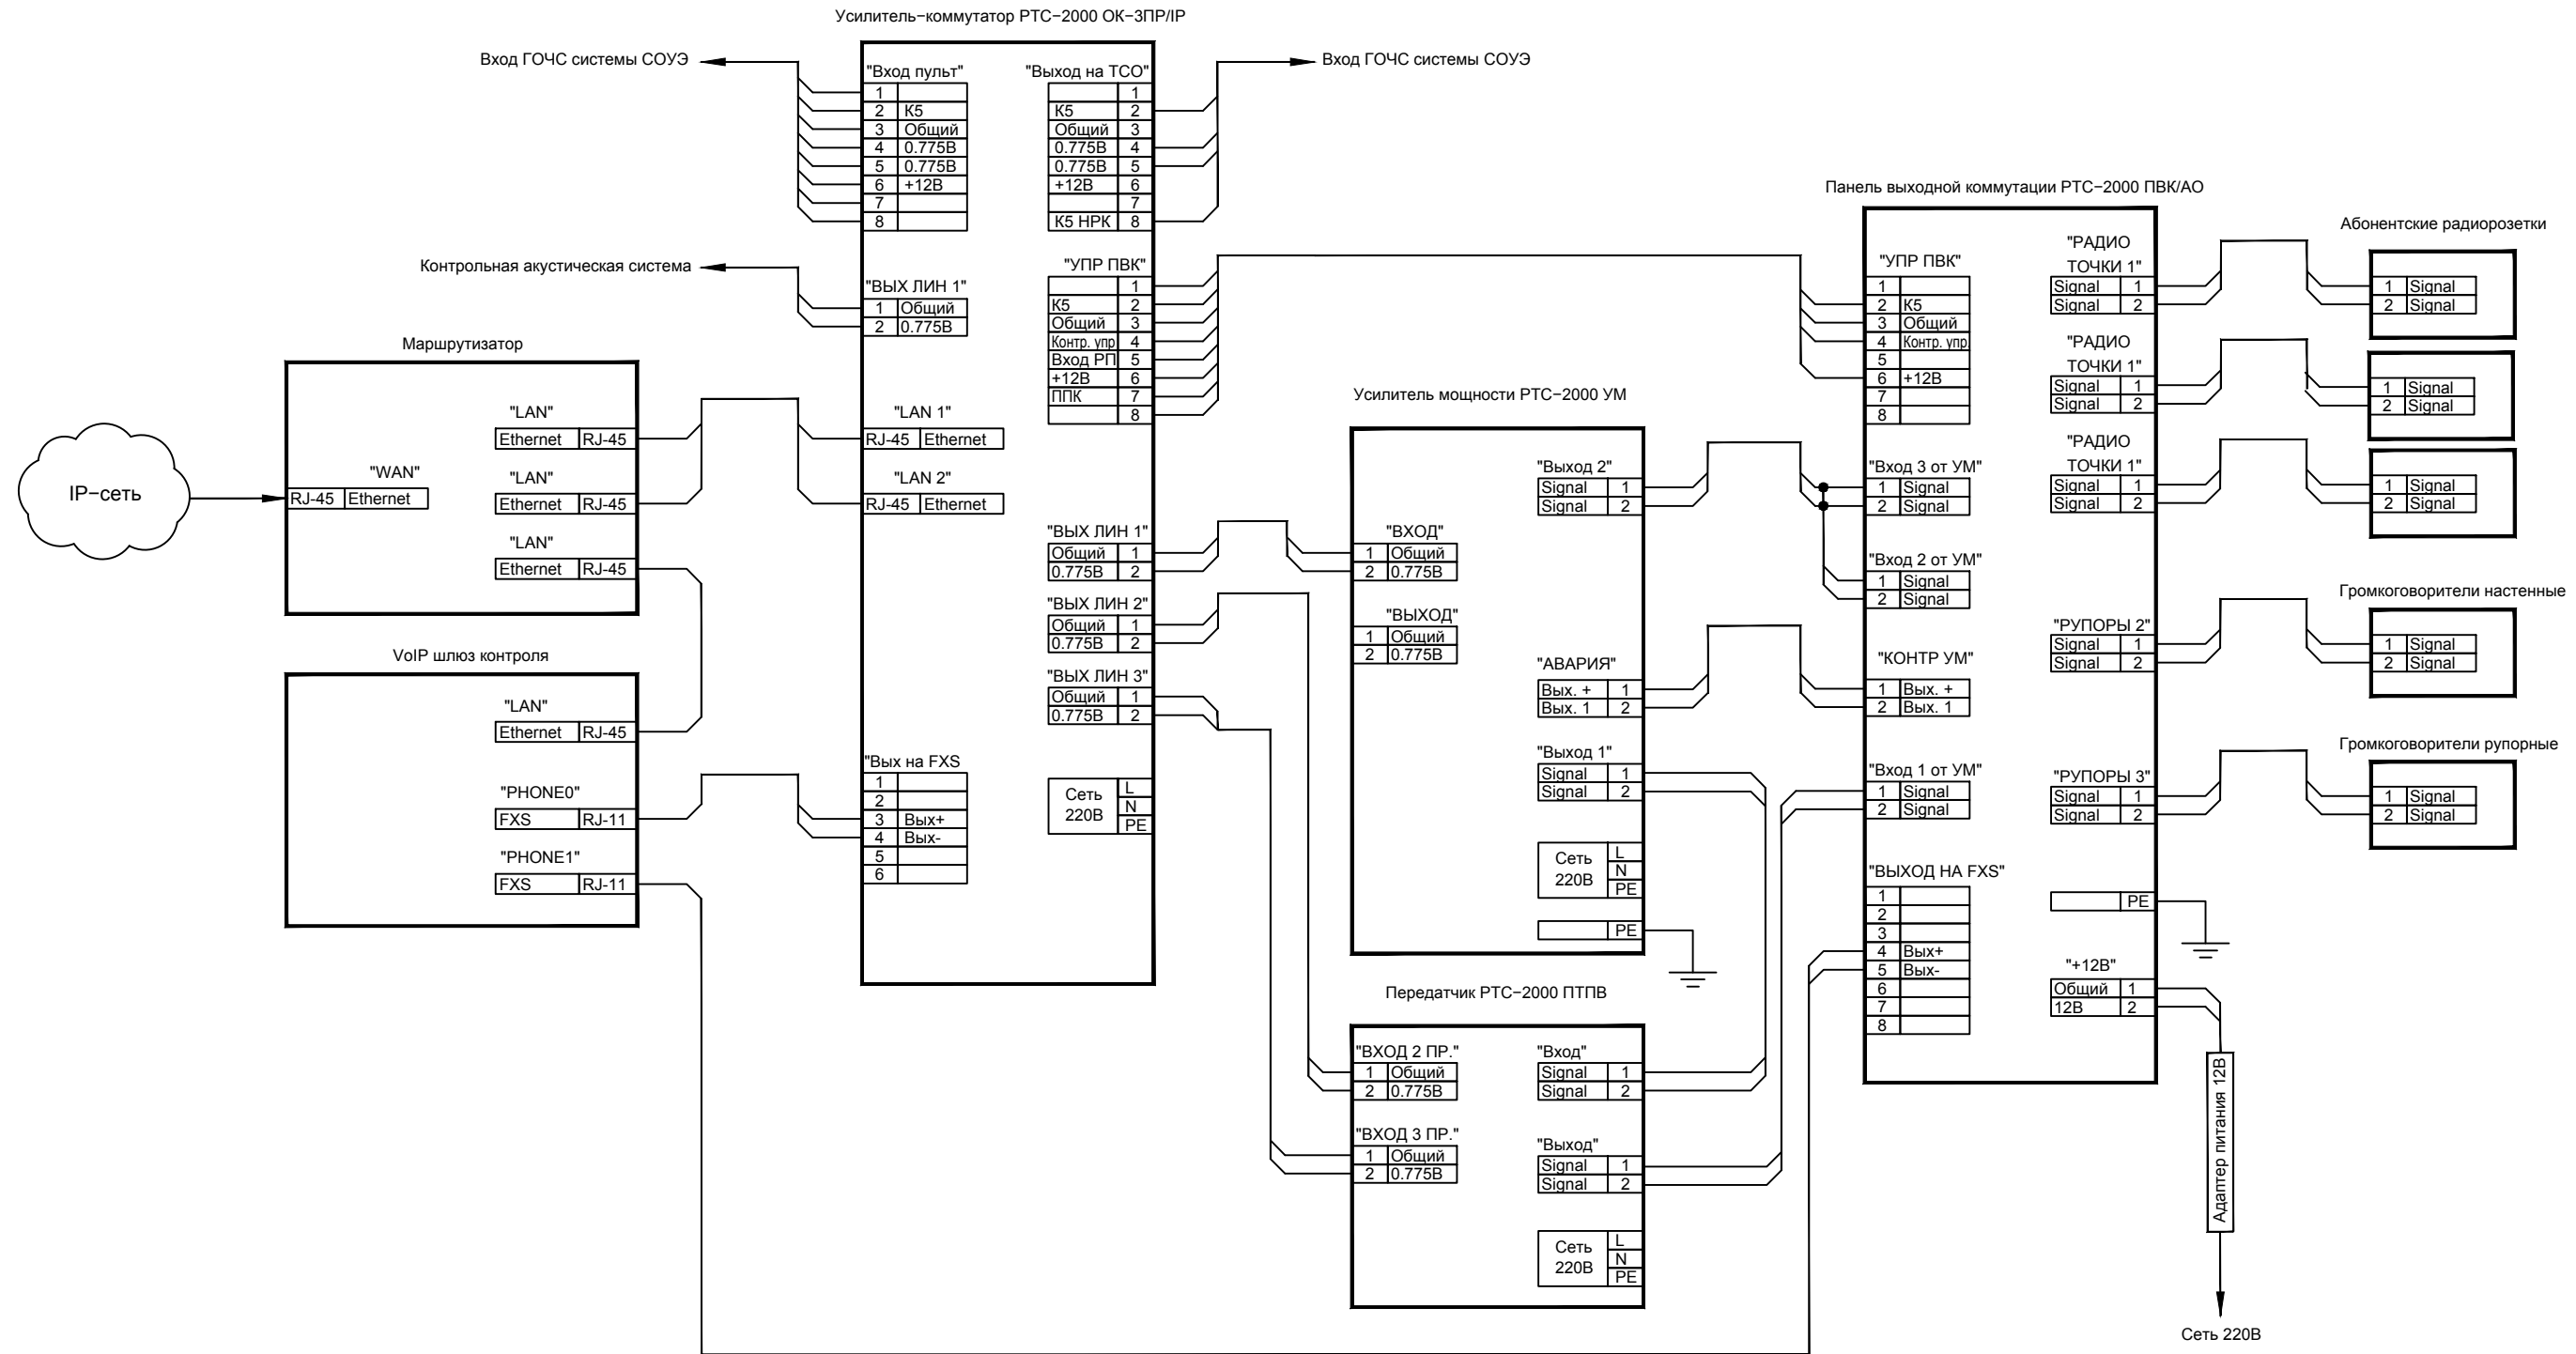 Усилитель-коммутатор РТС-2000 ОК-3ПР/IP
Вход ГОЧС системы СОУЭ
Вход ГОЧС системы СОУЭ
"Вход пульт"
1
2 К5
3 Общий
4 0.775В
5 0.775В
6 +12В
7
8
"Выход на ТСО"
1
К5 2
Общий 3
0.775В 4
0.775В 5
+12В 6
7
К5 НРК 8
Контрольная акустическая система
"ВЫХ ЛИН 1"
1 Общий
2 0.775В
"УПР ПВК"
1
К5 2
Общий 3
Контр. упр 4
Вход РП 5
+12В 6
ППК 7
8
"LAN 1"
RJ-45 Ethernet
"LAN 2"
RJ-45 Ethernet
"ВЫХ ЛИН 1"
Общий 1
0.775В 2
"ВЫХ ЛИН 2"
Общий 1
0.775В 2
"ВЫХ ЛИН 3"
Общий 1
0.775В 2
"Вых на FXS
1
2
3 Вых+
4 Вых-
5
6
Сеть
220В
L
N
PE
IP-сеть
Маршрутизатор
"WAN"
RJ-45 Ethernet
"LAN"
Ethernet RJ-45
"LAN"
Ethernet RJ-45
"LAN"
Ethernet RJ-45
VoIP шлюз контроля
"LAN"
Ethernet RJ-45
"PHONE0"
FXS RJ-11
"PHONE1"
FXS RJ-11
Усилитель мощности РТС-2000 УМ
"Выход 2"
Signal 1
Signal 2
"ВХОД"
1 Общий
2 0.775В
"ВЫХОД"
1 Общий
2 0.775В
"АВАРИЯ"
Вых. + 1
Вых. 1 2
"Выход 1"
Signal 1
Signal 2
Сеть
220В
L
N
PE
PE
Передатчик РТС-2000 ПТПВ
"ВХОД 2 ПР."
1 Общий
2 0.775В
"Вход"
Signal 1
Signal 2
"ВХОД 3 ПР."
1 Общий
2 0.775В
"Выход"
Signal 1
Signal 2
Сеть
220В
L
N
PE
Панель выходной коммутации РТС-2000 ПВК/АО
"УПР ПВК"
1
2 К5
3 Общий
4 Контр. упр.
5
6 +12В
7
8
"Вход 3 от УМ"
1 Signal
2 Signal
"Вход 2 от УМ"
1 Signal
2 Signal
"КОНТР УМ"
1 Вых. +
2 Вых. 1
"Вход 1 от УМ"
1 Signal
2 Signal
"ВЫХОД НА FXS"
1
2
3
4 Вых+
5 Вых-
6
7
8
"РАДИО
ТОЧКИ 1"
Signal 1
Signal 2
"РАДИО
ТОЧКИ 1"
Signal 1
Signal 2
"РАДИО
ТОЧКИ 1"
Signal 1
Signal 2
"РУПОРЫ 2"
Signal 1
Signal 2
"РУПОРЫ 3"
Signal 1
Signal 2
PE
"+12В"
Общий 1
12В 2
Абонентские радиорозетки
1 Signal
2 Signal
1 Signal
2 Signal
1 Signal
2 Signal
Громкоговорители настенные
1 Signal
2 Signal
Громкоговорители рупорные
1 Signal
2 Signal
Адаптер питания 12В
Сеть 220В